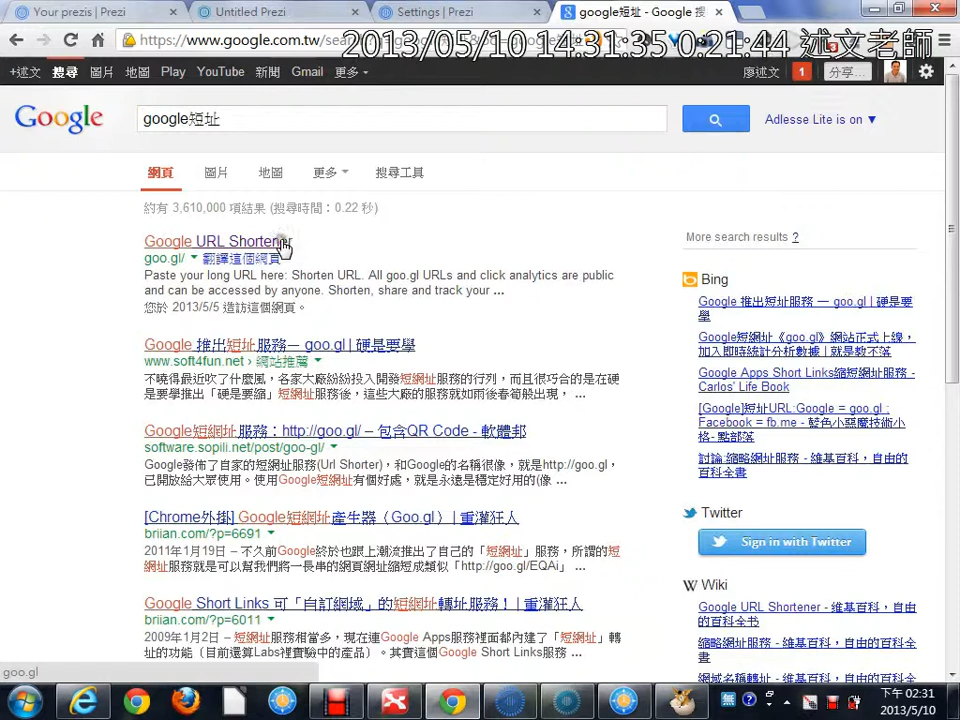 Your prezis | Prezi
Untitled Prezi
Settings | Prezi
google短址 - Google 搜
https://www.google.com.tw/sea
2013/05/10 14:31:35 0:21:44 述文老師
+述文 搜尋 圖片 地圖 Play YouTube 新聞 Gmail 更多
廖述文 1 分享...
Google
google短址
Adlesse Lite is on ▼
網頁 圖片 地圖 更多 搜尋工具
約有 3,610,000 項結果 (搜尋時間：0.22 秒)
Google URL Shortener
goo.gl/ 翻譯這個網頁
Paste your long URL here: Shorten URL. All goo.gl URLs and click analytics are public
and can be accessed by anyone. Shorten, share and track your ...
您於 2013/5/5 造訪這個網頁。
Google 推出短址服務— goo.gl | 硬是要學
www.soft4fun.net › 網站推薦
不曉得最近吹了什麼風，各家大廠紛紛投入開發短網址服務的行列，而且很巧合的是在硬
是要學推出「硬是要縮」短網址服務後，這些大廠的服務就如雨後春筍般出現， ...
Google短網址服務：http://goo.gl/ – 包含QR Code - 軟體邦
software.sopili.net/post/goo-gl/
Google發佈了自家的短網址服務(Url Shorter)，和Google的名稱很像，就是http://goo.gl，
已開放給大眾使用。使用Google短網址有個好處，就是永遠是穩定好用的(像 ...
[Chrome外掛] Google短網址產生器（Goo.gl） | 重灌狂人
briian.com/?p=6691
2011年1月19日 – 不久前Google終於也跟上潮流推出了自己的「短網址」服務，所謂的短
網址服務就是可以幫我們將一長串的網頁網址縮短成類似「http://goo.gl/EQAi」 ...
Google Short Links 可「自訂網域」的短網址轉址服務！ | 重灌狂人
briian.com/?p=6011
2009年1月2日 – 短網址服務相當多，現在連Google Apps服務裡面都內建了「短網址」轉
址的功能〔目前還算Labs裡實驗中的產品〕。其實這個Google Short Links服務 ...
More search results ?
Bing
Google 推出短址服務 — goo.gl | 硬是要
學
Google短網址《goo.gl》網站正式上線，
加入即時統計分析數據 | 就是教不落
Google Apps Short Links縮短網址服務 -
Carlos' Life Book
[Google]短址URL:Google = goo.gl ;
Facebook = fb.me - 藍色小惡魔技術小
格- 點部落
討論:缩略網址服务 - 維基百科，自由的
百科全書
Twitter
Sign in with Twitter
Wiki
Google URL Shortener - 维基百科，自由
的百科全书
缩略網址服务 - 維基百科，自由的百科全
書
goo.gl
下午 02:31
2013/5/10